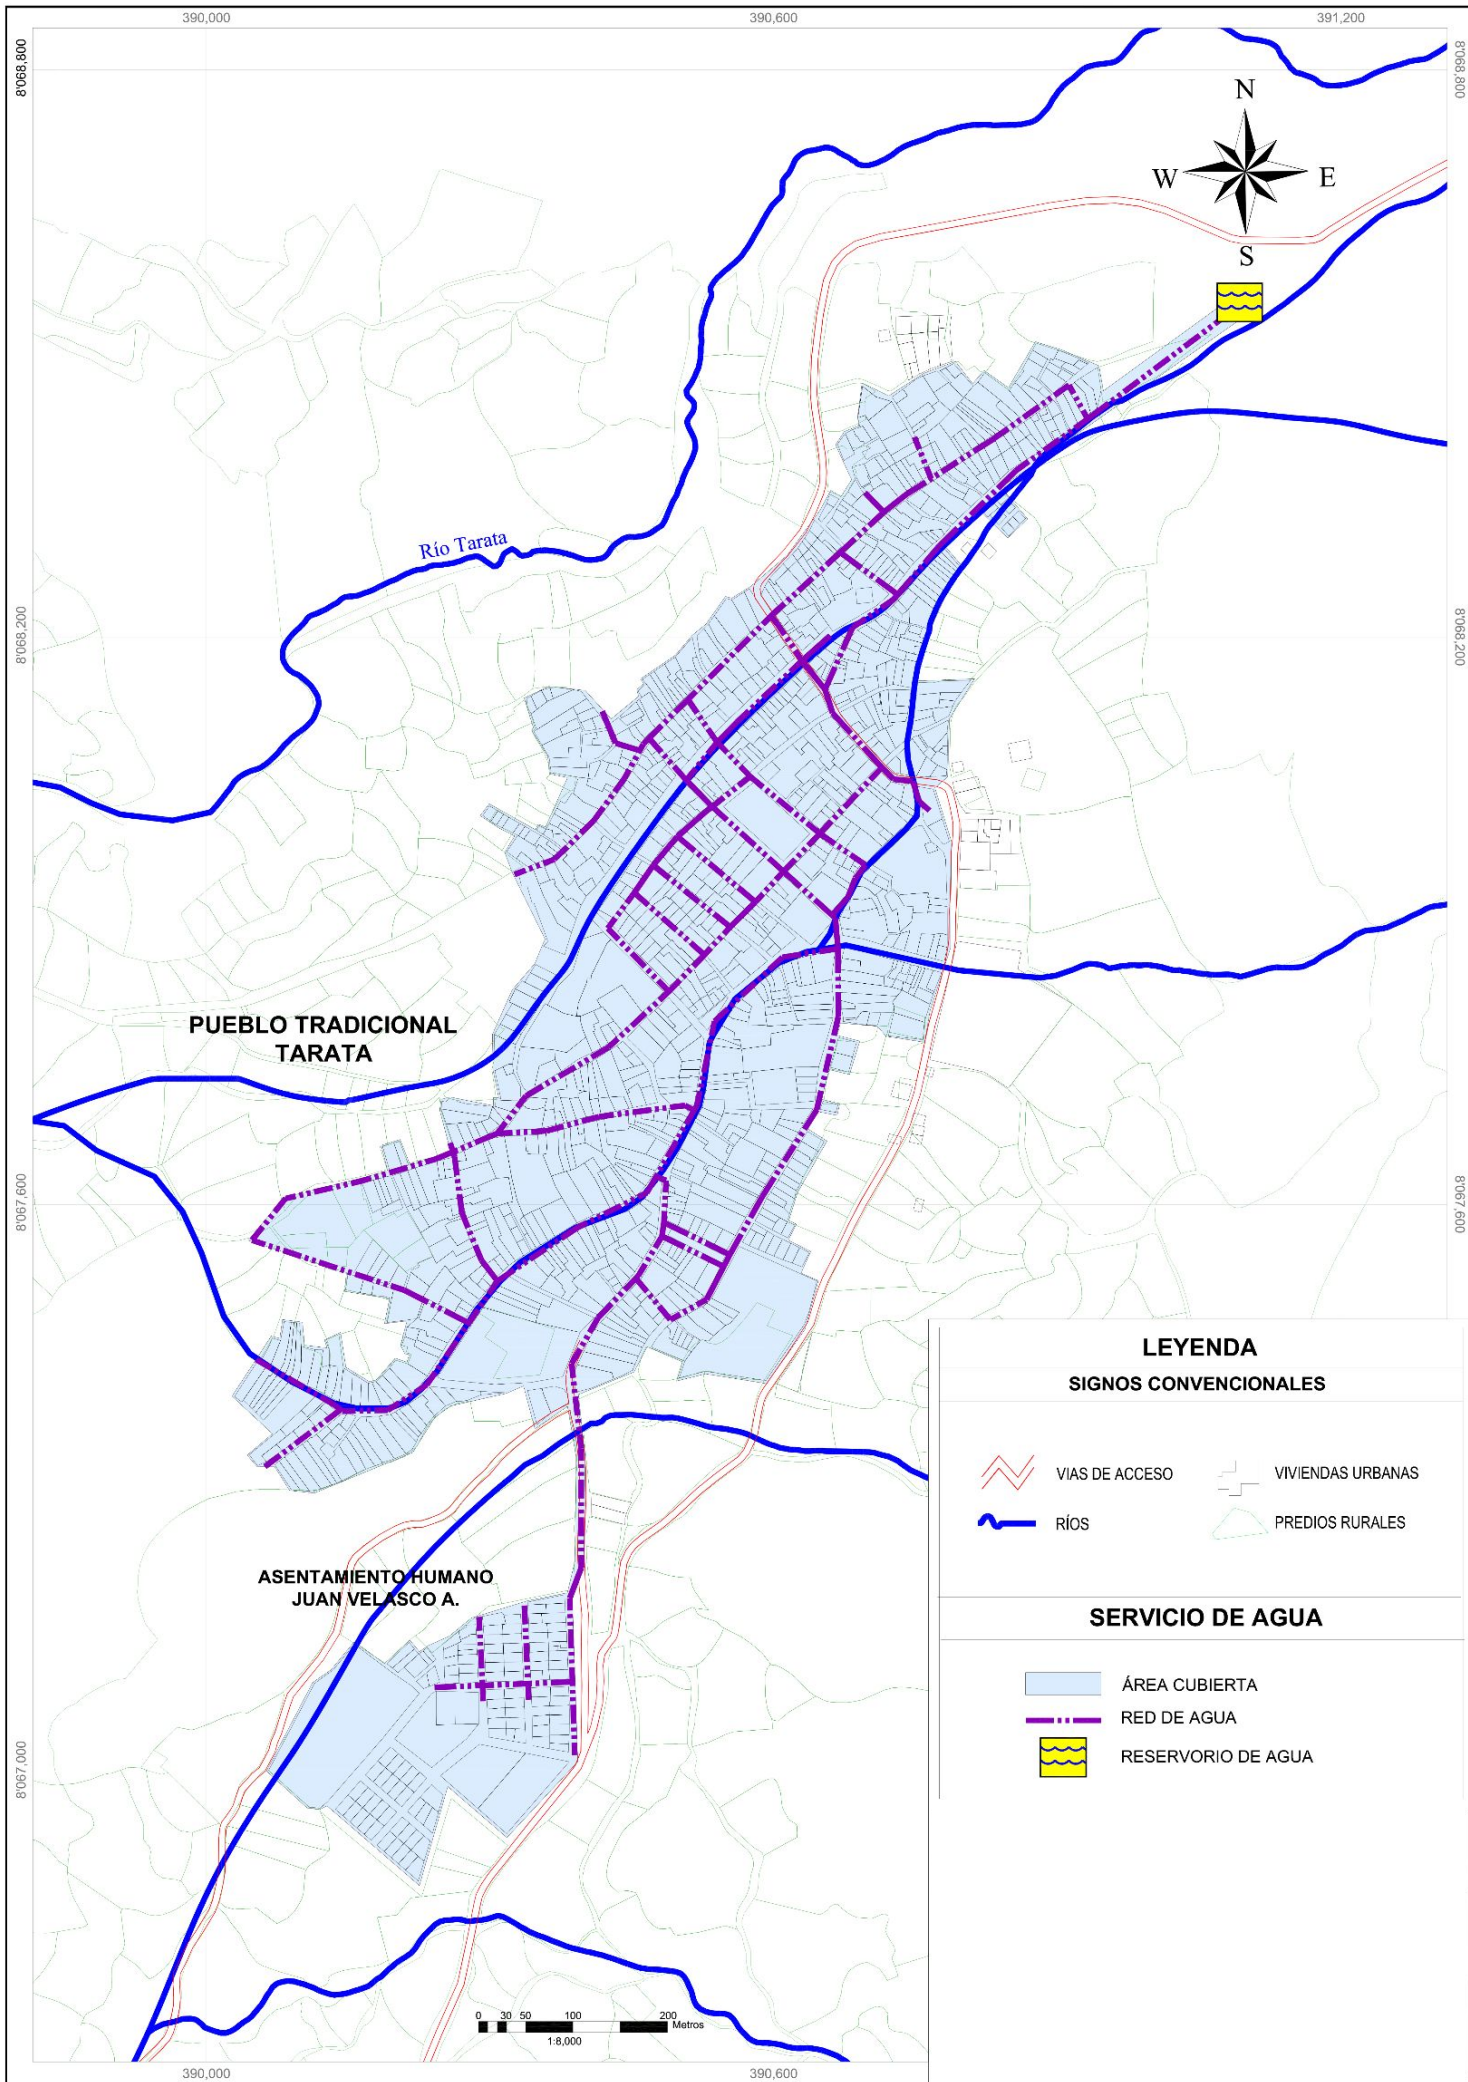 390,000
390,600
391,200
8'068.800
8'068,800
N
W
E
S
Río Tarata
8'068,200
8'068,200
PUEBLO TRADICIONAL
TARATA
8'067,600
8'067,600
LEYENDA
SIGNOS CONVENCIONALES
VIAS DE ACCESO
VIVIENDAS URBANAS
RÍOS
PREDIOS RURALES
ASENTAMIENTO HUMANO
JUAN VELASCO A.
SERVICIO DE AGUA
ÁREA CUBIERTA
RED DE AGUA
RESERVORIO DE AGUA
8'067,000
0 30 50 100 200
Metros
1:8,000
390,000
390,600